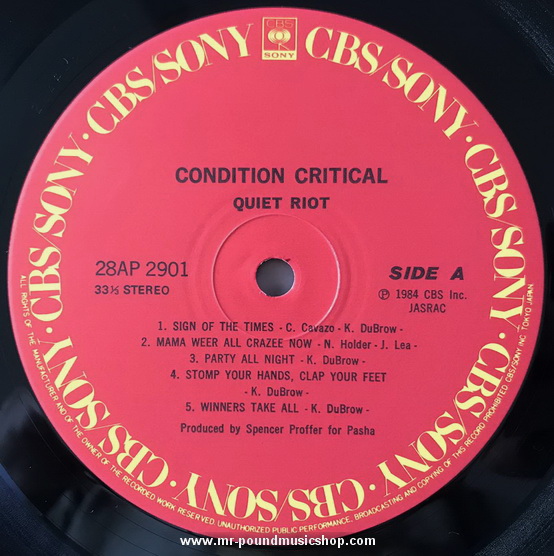 CBS
SONY
CBS/SONY · CBS/SONY · CBS/SONY · CBS/SONY · CBS/SONY · CBS/SONY · CBS/SONY · CBS/SONY
CONDITION CRITICAL
QUIET RIOT
28AP 2901
33⅓ STEREO
SIDE A
Ⓟ 1984 CBS Inc.
JASRAC
1. SIGN OF THE TIMES - C. Cavazo - K. DuBrow -
2. MAMA WEER ALL CRAZEE NOW - N. Holder - J. Lea -
3. PARTY ALL NIGHT - K. DuBrow -
4. STOMP YOUR HANDS, CLAP YOUR FEET
- K. DuBrow -
5. WINNERS TAKE ALL - K. DuBrow -
Produced by Spencer Proffer for Pasha
ALL RIGHTS OF THE MANUFACTURER AND OF THE OWNER OF THE RECORDED WORK RESERVED. UNAUTHORIZED PUBLIC PERFORMANCE, BROADCASTING AND COPYING OF THIS RECORD PROHIBITED CBS/SONY INC. TOKYO JAPAN.
www.mr-poundmusicshop.com